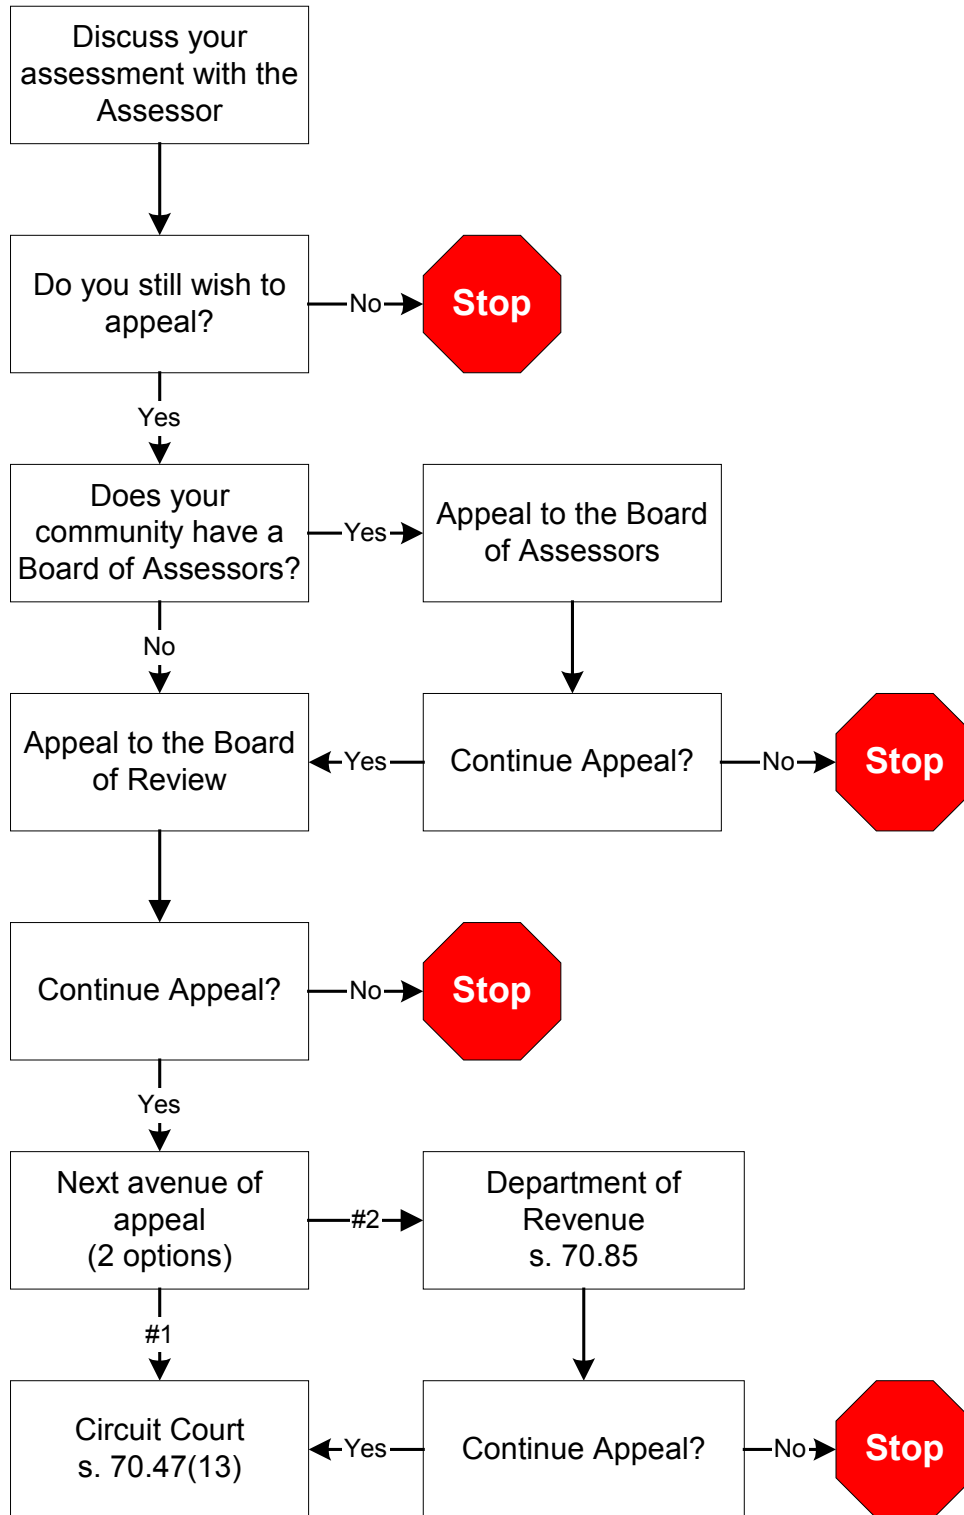 Discuss your
assessment with the
Assessor
Do you still wish to
appeal?
No
Stop
Yes
Does your
community have a
Board of Assessors?
Yes
Appeal to the Board
of Assessors
No
Appeal to the Board
of Review
Yes
Continue Appeal?
No
Stop
Continue Appeal?
No
Stop
Yes
Next avenue of
appeal
(2 options)
#2
Department of
Revenue
s. 70.85
#1
Circuit Court
s. 70.47(13)
Yes
Continue Appeal?
No
Stop